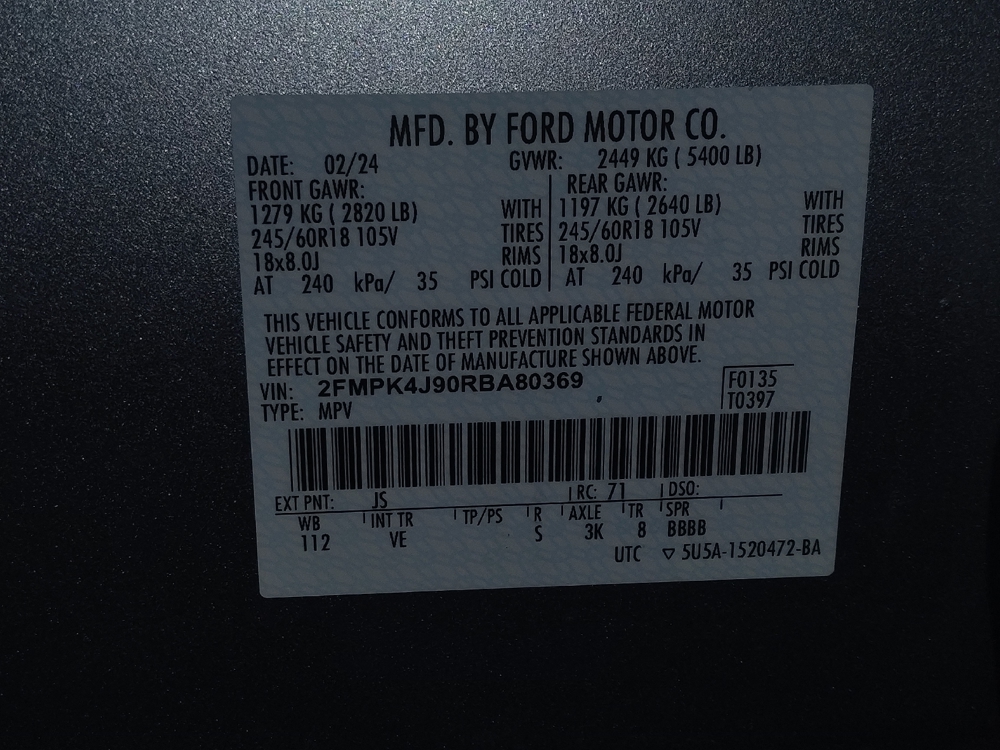 MFD. BY FORD MOTOR CO.
DATE: 02/24 GVWR: 2449 KG ( 5400 LB)
FRONT GAWR: REAR GAWR:
1279 KG ( 2820 LB) WITH 1197 KG ( 2640 LB) WITH
245/60R18 105V TIRES 245/60R18 105V TIRES
18x8.0J RIMS 18x8.0J RIMS
AT 240 kPa/ 35 PSI COLD AT 240 kPa/ 35 PSI COLD
THIS VEHICLE CONFORMS TO ALL APPLICABLE FEDERAL MOTOR
VEHICLE SAFETY AND THEFT PREVENTION STANDARDS IN
EFFECT ON THE DATE OF MANUFACTURE SHOWN ABOVE.
VIN: 2FMPK4J90RBA80369 F0135
TYPE: MPV T0397
EXT PNT: JS RC: 71 DSO:
WB INT TR TP/PS R AXLE TR SPR
112 VE S 3K 8 BBBB
UTC ▽ 5U5A-1520472-BA